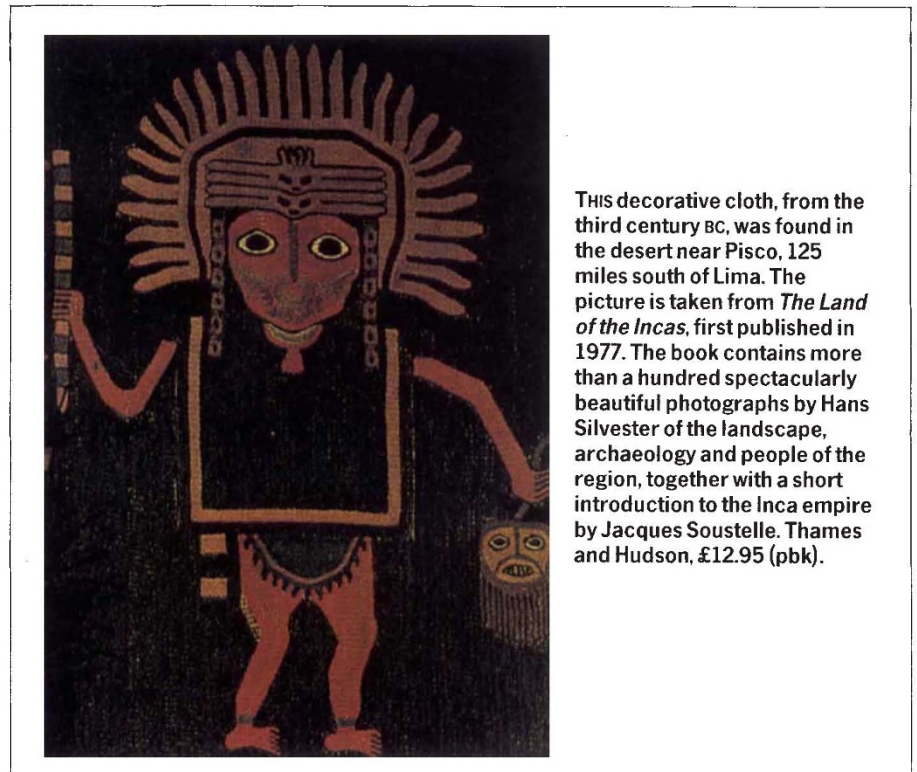 THIS decorative cloth, from the
third century BC, was found in
the desert near Pisco, 125
miles south of Lima. The
picture is taken from The Land
of the Incas, first published in
1977. The book contains more
than a hundred spectacularly
beautiful photographs by Hans
Silvester of the landscape,
archaeology and people of the
region, together with a short
introduction to the Inca empire
by Jacques Soustelle. Thames
and Hudson, £12.95 (pbk).